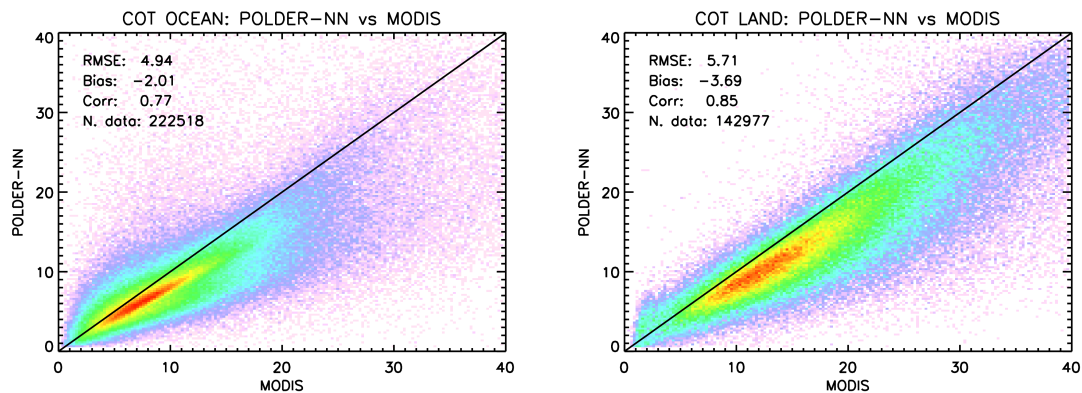 COT OCEAN: POLDER-NN vs MODIS
RMSE: 4.94
Bias: -2.01
Corr: 0.77
N. data: 222518
POLDER-NN
40
30
20
10
0
0 10 20 30 40
MODIS
COT LAND: POLDER-NN vs MODIS
RMSE: 5.71
Bias: -3.69
Corr: 0.85
N. data: 142977
POLDER-NN
40
30
20
10
0
0 10 20 30 40
MODIS